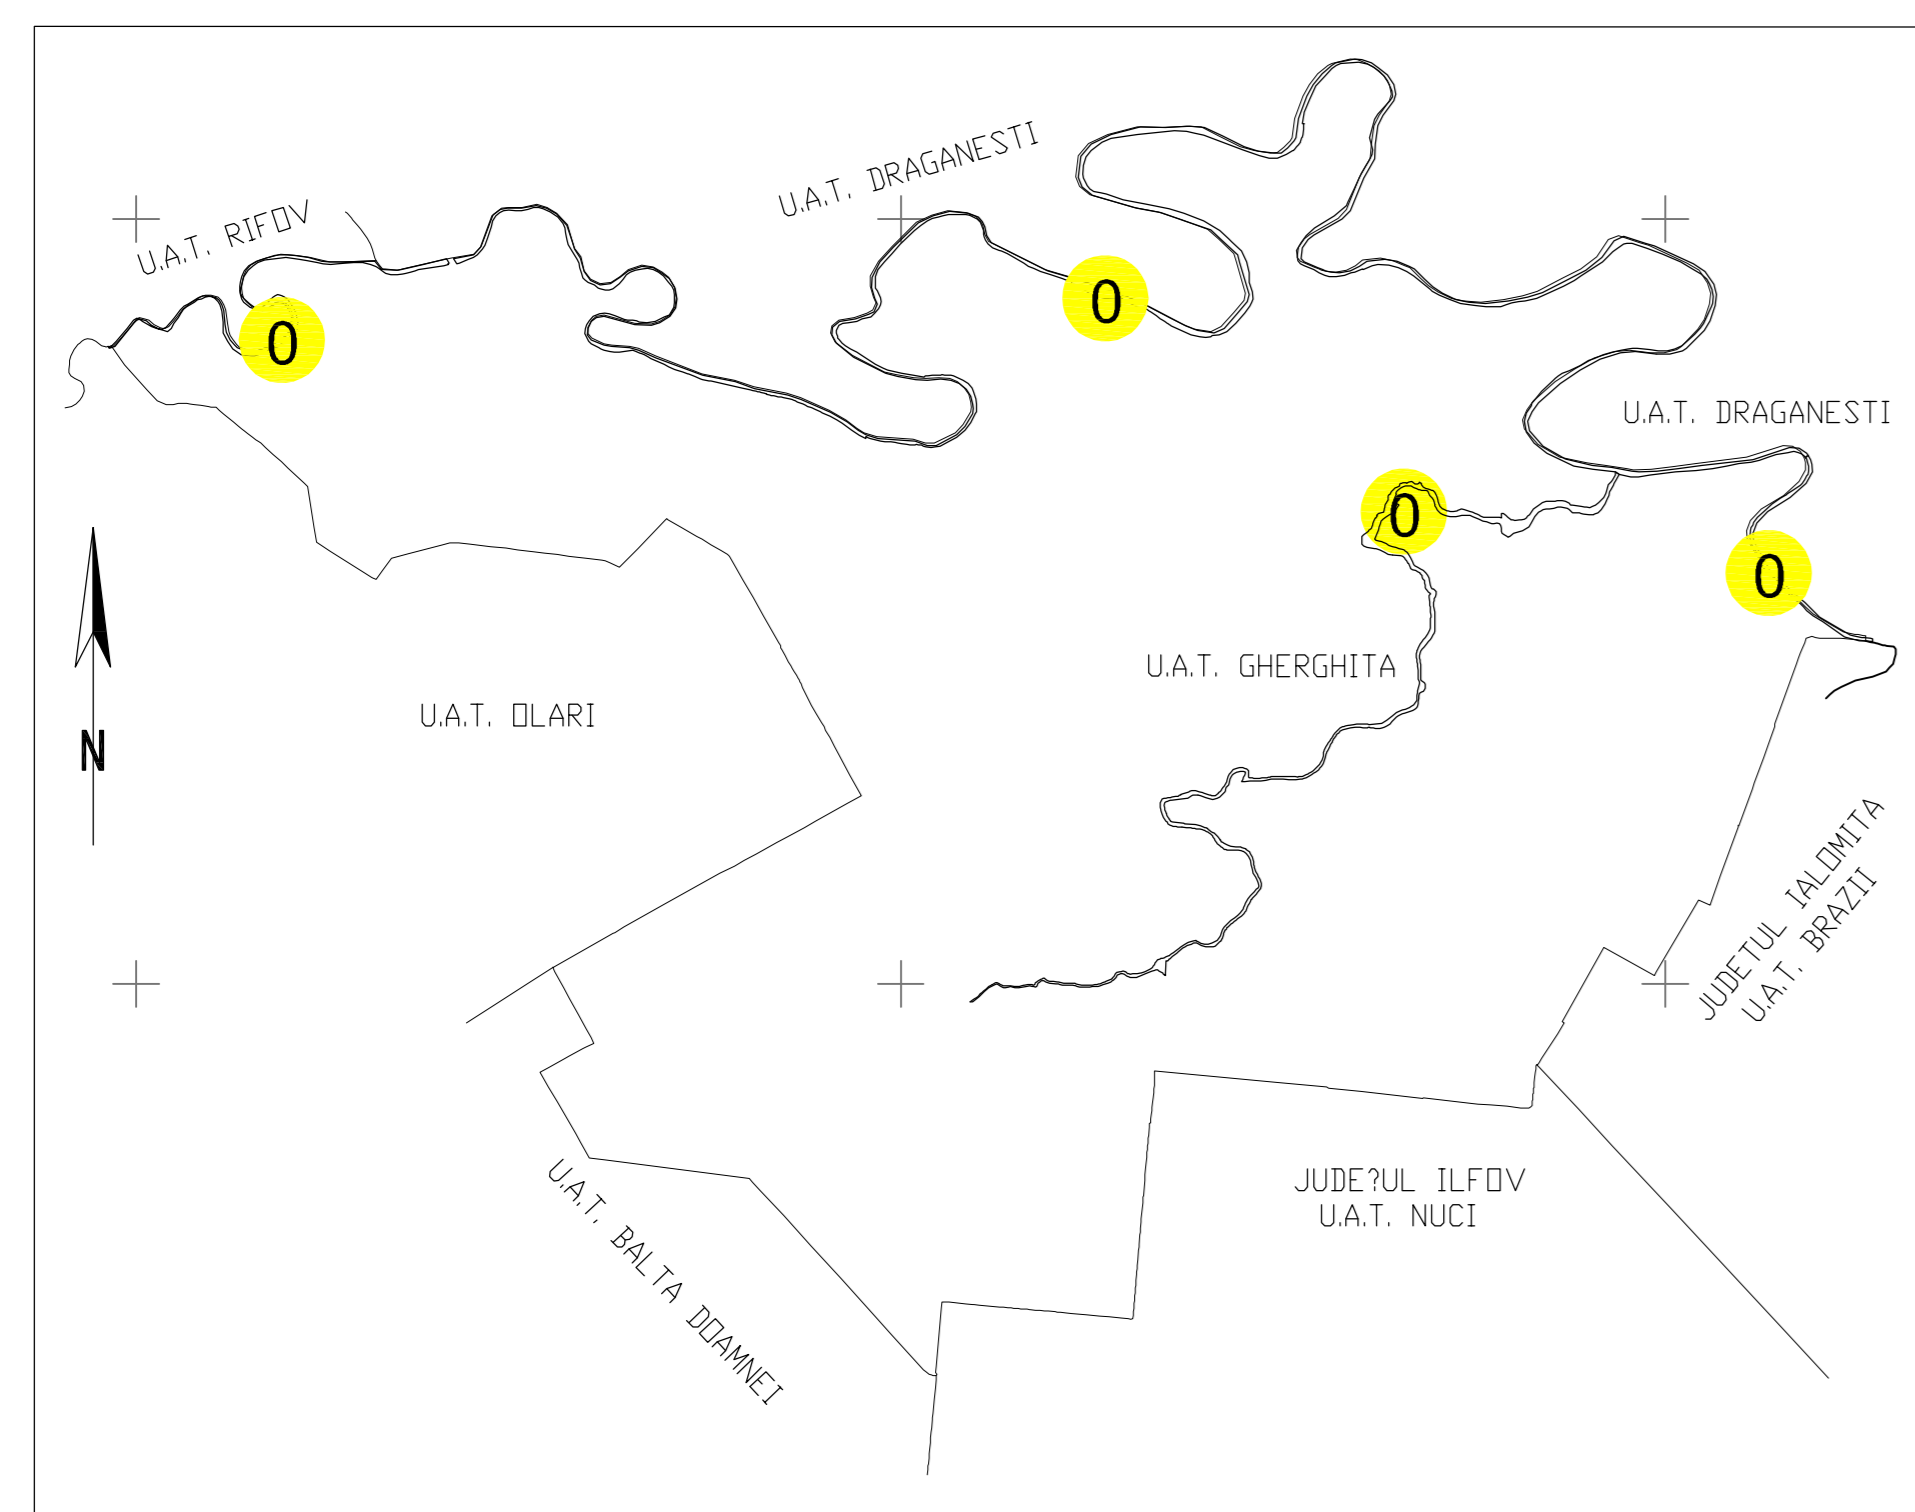 U.A.T. DRAGANESTI
U.A.T. RIFOV
0
0
U.A.T. DRAGANESTI
0
0
U.A.T. GHERGHITA
U.A.T. OLARI
N
JUDETUL IALOMITA
U.A.T. BRAZII
JUDE?UL ILFOV
U.A.T. NUCI
U.A.T. BALTA DOAMNEI